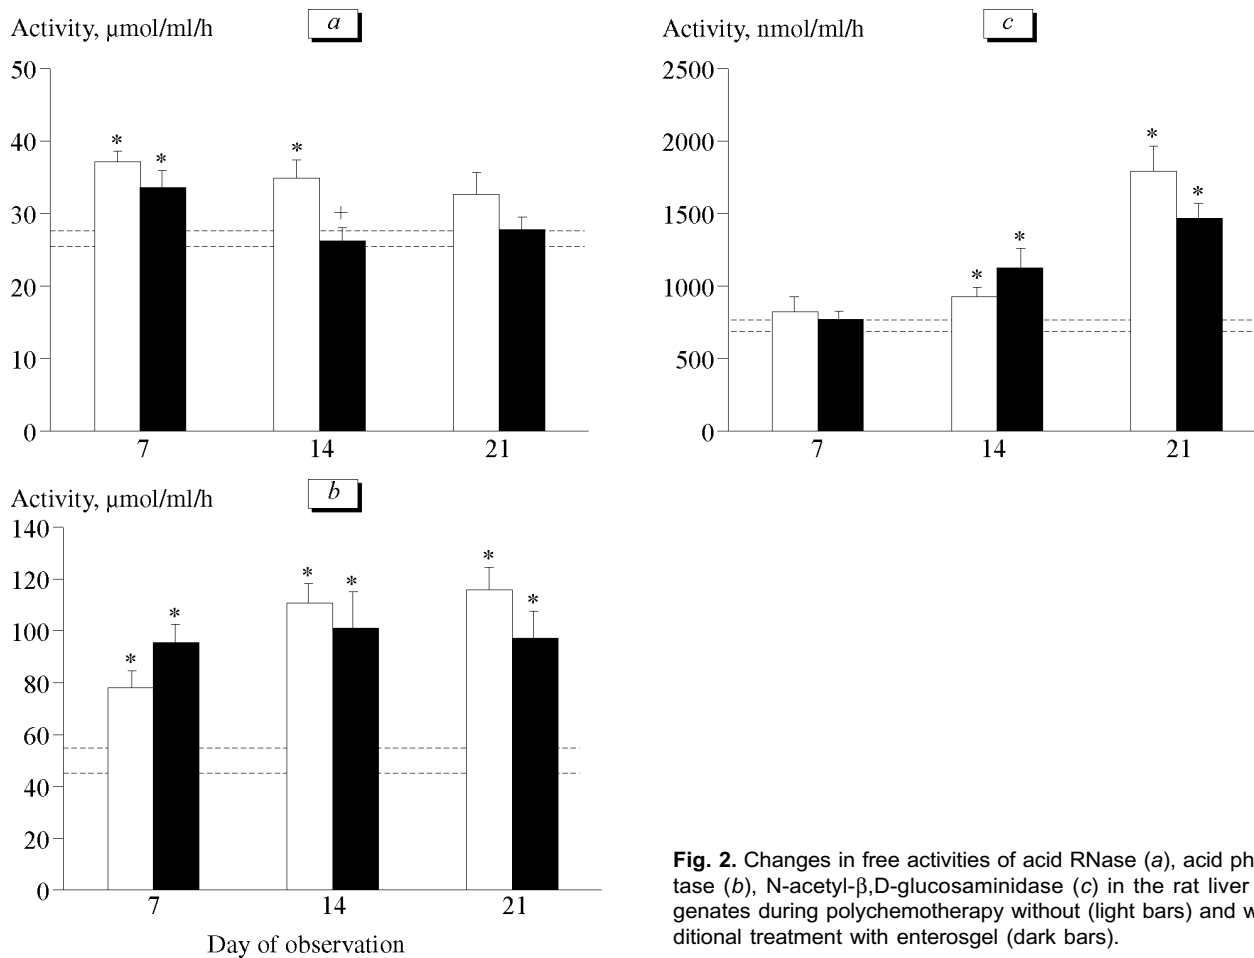 Activity, µmol/ml/h
a
50
40
30
20
10
0
* * * +
7 14 21
Activity, nmol/ml/h
c
2500
2000
1500
1000
500
0
* * * *
7 14 21
Activity, µmol/ml/h
b
140
120
100
80
60
40
20
0
* * * * * *
7 14 21
Day of observation
Fig. 2. Changes in free activities of acid RNase (a), acid ph
tase (b), N-acetyl-β,D-glucosaminidase (c) in the rat liver
genates during polychemotherapy without (light bars) and w
ditional treatment with enterosgel (dark bars).